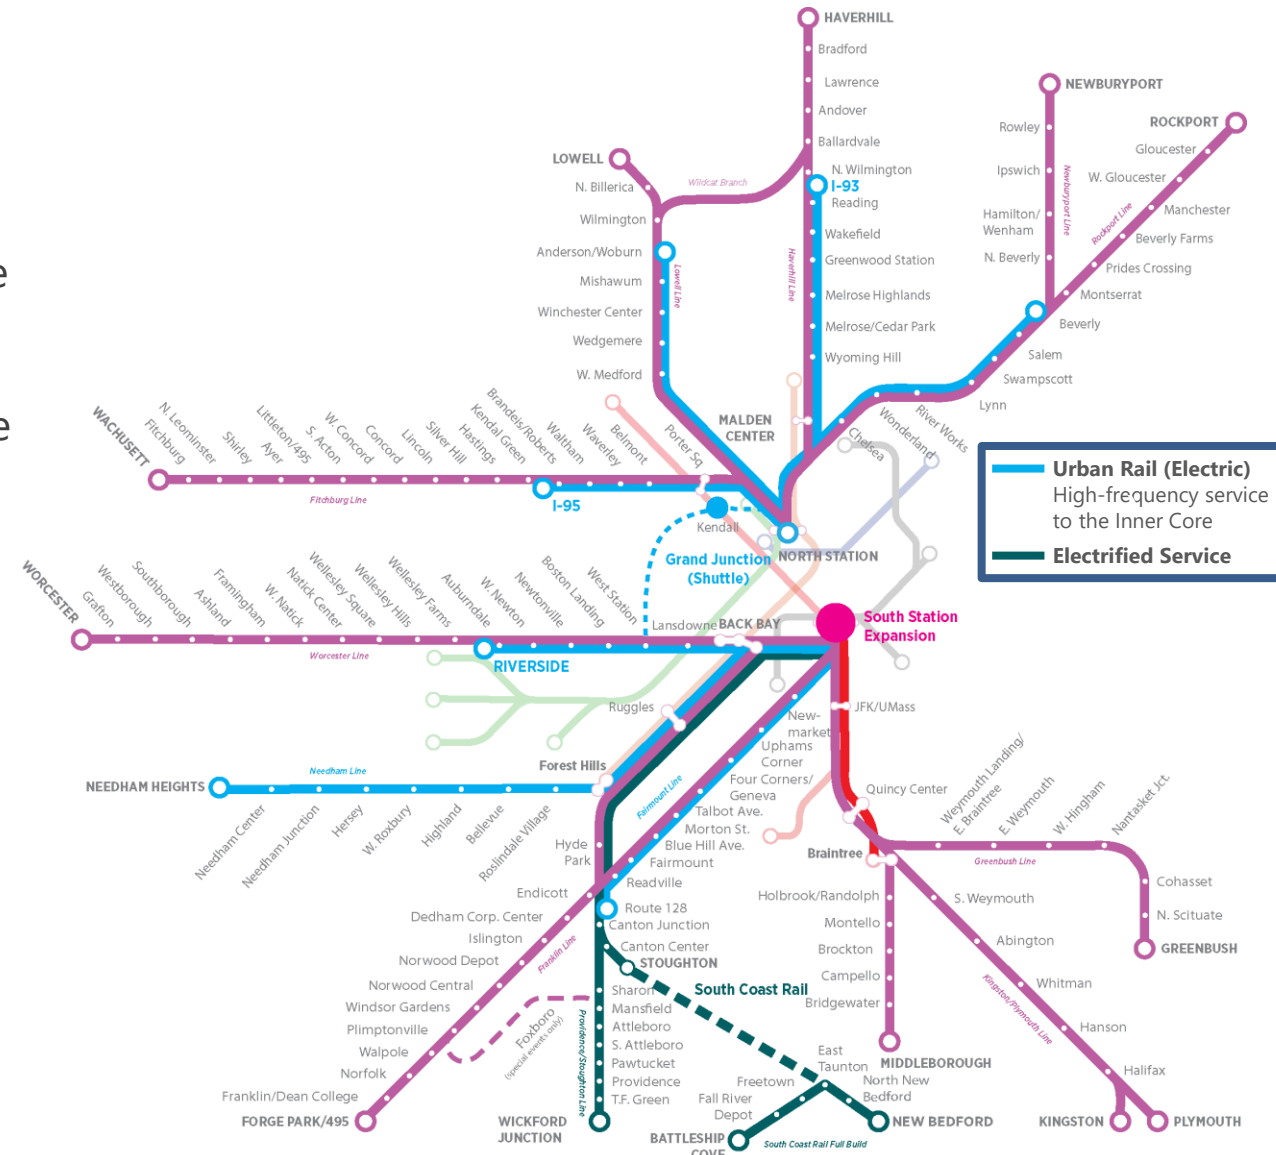 e
e
HAVERHILL
Bradford
Lawrence
Andover
Ballardvale
N. Wilmington
I-93
Reading
Wakefield
Greenwood Station
Melrose Highlands
Melrose/Cedar Park
Wyoming Hill
Haverhill Line
MALDEN
CENTER
NEWBURYPORT
Rowley
Ipswich
Hamilton/
Wenham
N. Beverly
Newburyport Line
ROCKPORT
Gloucester
W. Gloucester
Manchester
Beverly Farms
Prides Crossing
Montserrat
Rockport Line
Beverly
Salem
Swampscott
Lynn
River Works
Wonderland
Chelsea
LOWELL
N. Billerica
Wilmington
Wildcat Branch
Anderson/Woburn
Mishawum
Winchester Center
Wedgemere
W. Medford
Lowell Line
WACHUSETT
N. Leominster
Fitchburg
Shirley
Ayer
Littleton/495
S. Acton
W. Concord
Concord
Lincoln
Silver Hill
Hastings
Kendal Green
Brandeis/Roberts
Waltham
Waverley
Belmont
Porter Sq
Fitchburg Line
I-95
Kendall
Grand Junction
(Shuttle)
NORTH STATION
Urban Rail (Electric)
High-frequency service
to the Inner Core
Electrified Service
WORCESTER
Grafton
Westborough
Southborough
Ashland
Framingham
W. Natick
Natick Center
Wellesley Square
Wellesley Hills
Wellesley Farms
Auburndale
W. Newton
Newtonville
Boston Landing
West Station
Lansdowne
BACK BAY
Worcester Line
RIVERSIDE
South Station
Expansion
Ruggles
Forest Hills
JFK/UMass
New-
market
Uphams
Corner
Four Corners/
Geneva
Talbot Ave.
Morton St.
Blue Hill Ave.
Fairmount
Readville
Fairmount Line
NEEDHAM HEIGHTS
Needham Line
Needham Center
Needham Junction
Hersey
W. Roxbury
Highland
Bellevue
Roslindale Village
Hyde
Park
Endicott
Dedham Corp. Center
Islington
Norwood Depot
Norwood Central
Windsor Gardens
Plimptonville
Walpole
Norfolk
Franklin/Dean College
FORGE PARK/495
Franklin Line
Foxboro
(special events only)
Route 128
Canton Junction
Canton Center
STOUGHTON
Sharon
Mansfield
Attleboro
S. Attleboro
Pawtucket
Providence
T.F. Green
Providence/Stoughton Line
WICKFORD
JUNCTION
South Coast Rail
East
Taunton
Freetown
Fall River
Depot
BATTLESHIP
COVE
North New
Bedford
NEW BEDFORD
South Coast Rail Full Build
Quincy Center
Braintree
Weymouth Landing/
E. Braintree
E. Weymouth
W. Hingham
Nantasket Jct.
Greenbush Line
Cohasset
N. Scituate
GREENBUSH
Holbrook/Randolph
Montello
Brockton
Campello
Bridgewater
MIDDLEBOROUGH
S. Weymouth
Abington
Whitman
Hanson
Halifax
Kingston/Plymouth Line
KINGSTON
PLYMOUTH